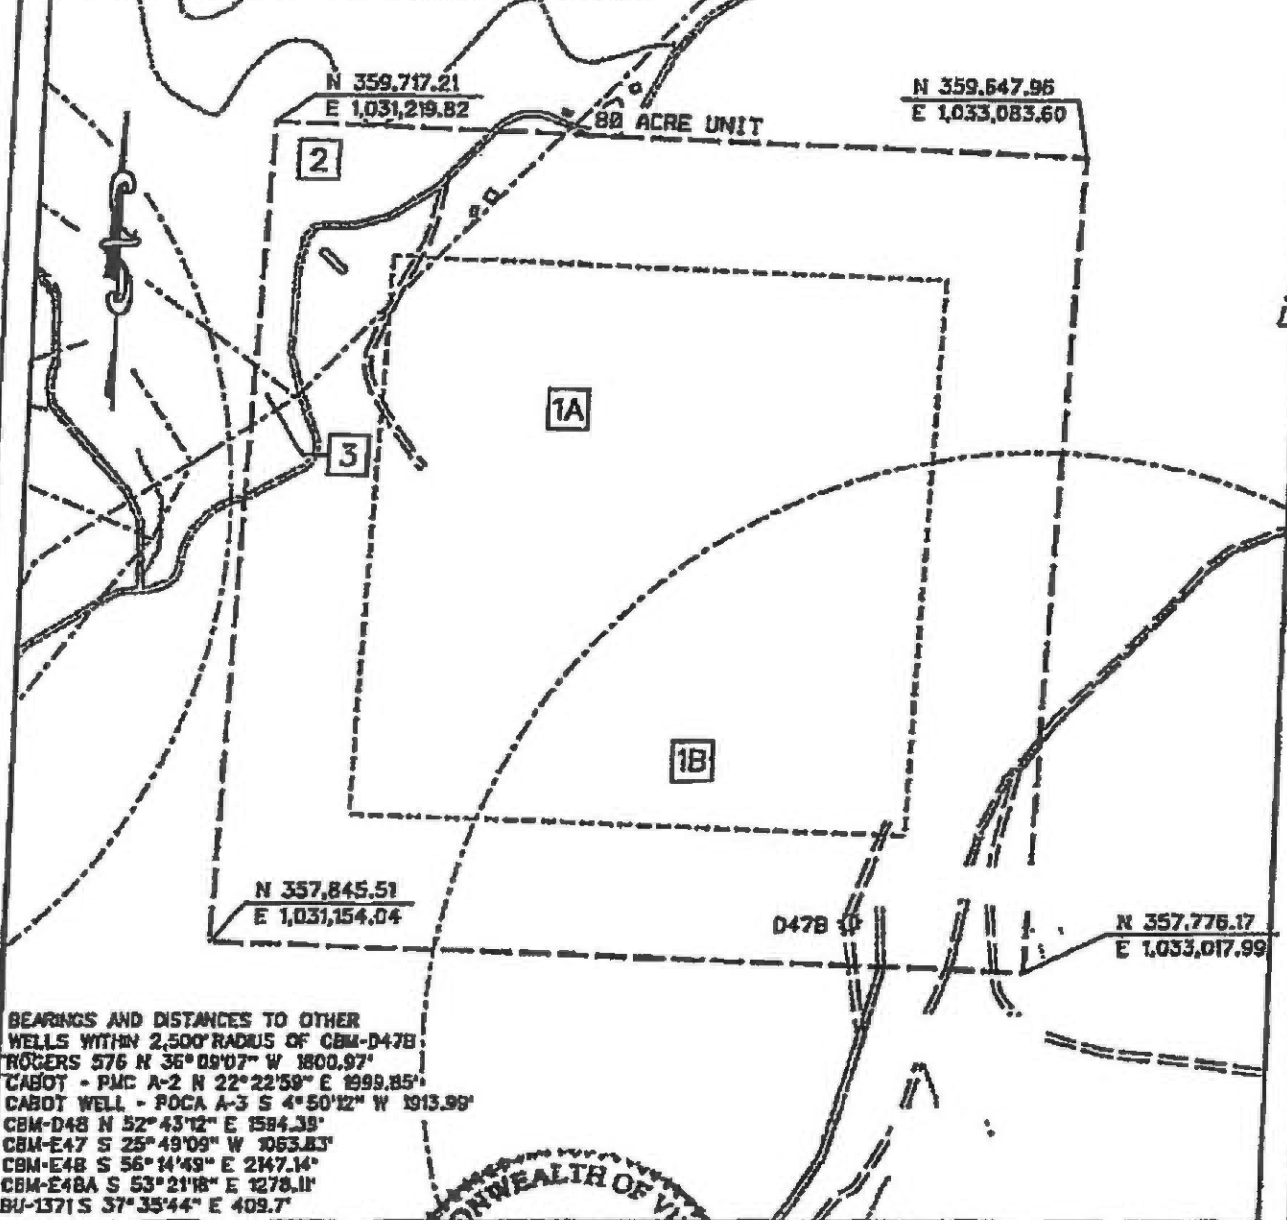 N 359,717.21
E 1,031,219.82
N 359,647.96
E 1,033,083.60
80 ACRE UNIT
2
1A
3
1B
N 357,845.51
E 1,031,154.04
D47B
N 357,776.17
E 1,033,017.99
BEARINGS AND DISTANCES TO OTHER
WELLS WITHIN 2,500' RADIUS OF CBM-D47B
ROGERS 576 N 36°09'07" W 1800.97'
CABOT - PMC A-2 N 22°22'59" E 1999.85'
CABOT WELL - POCA A-3 S 4°50'12" W 1913.99'
CBM-D48 N 52°43'12" E 1594.39'
CBM-E47 S 25°49'09" W 1063.83'
CBM-E48 S 56°14'49" E 2147.14'
CBM-E48A S 53°21'18" E 1278.11'
BU-1371 S 37°35'44" E 409.7'
ONWEALTH OF V